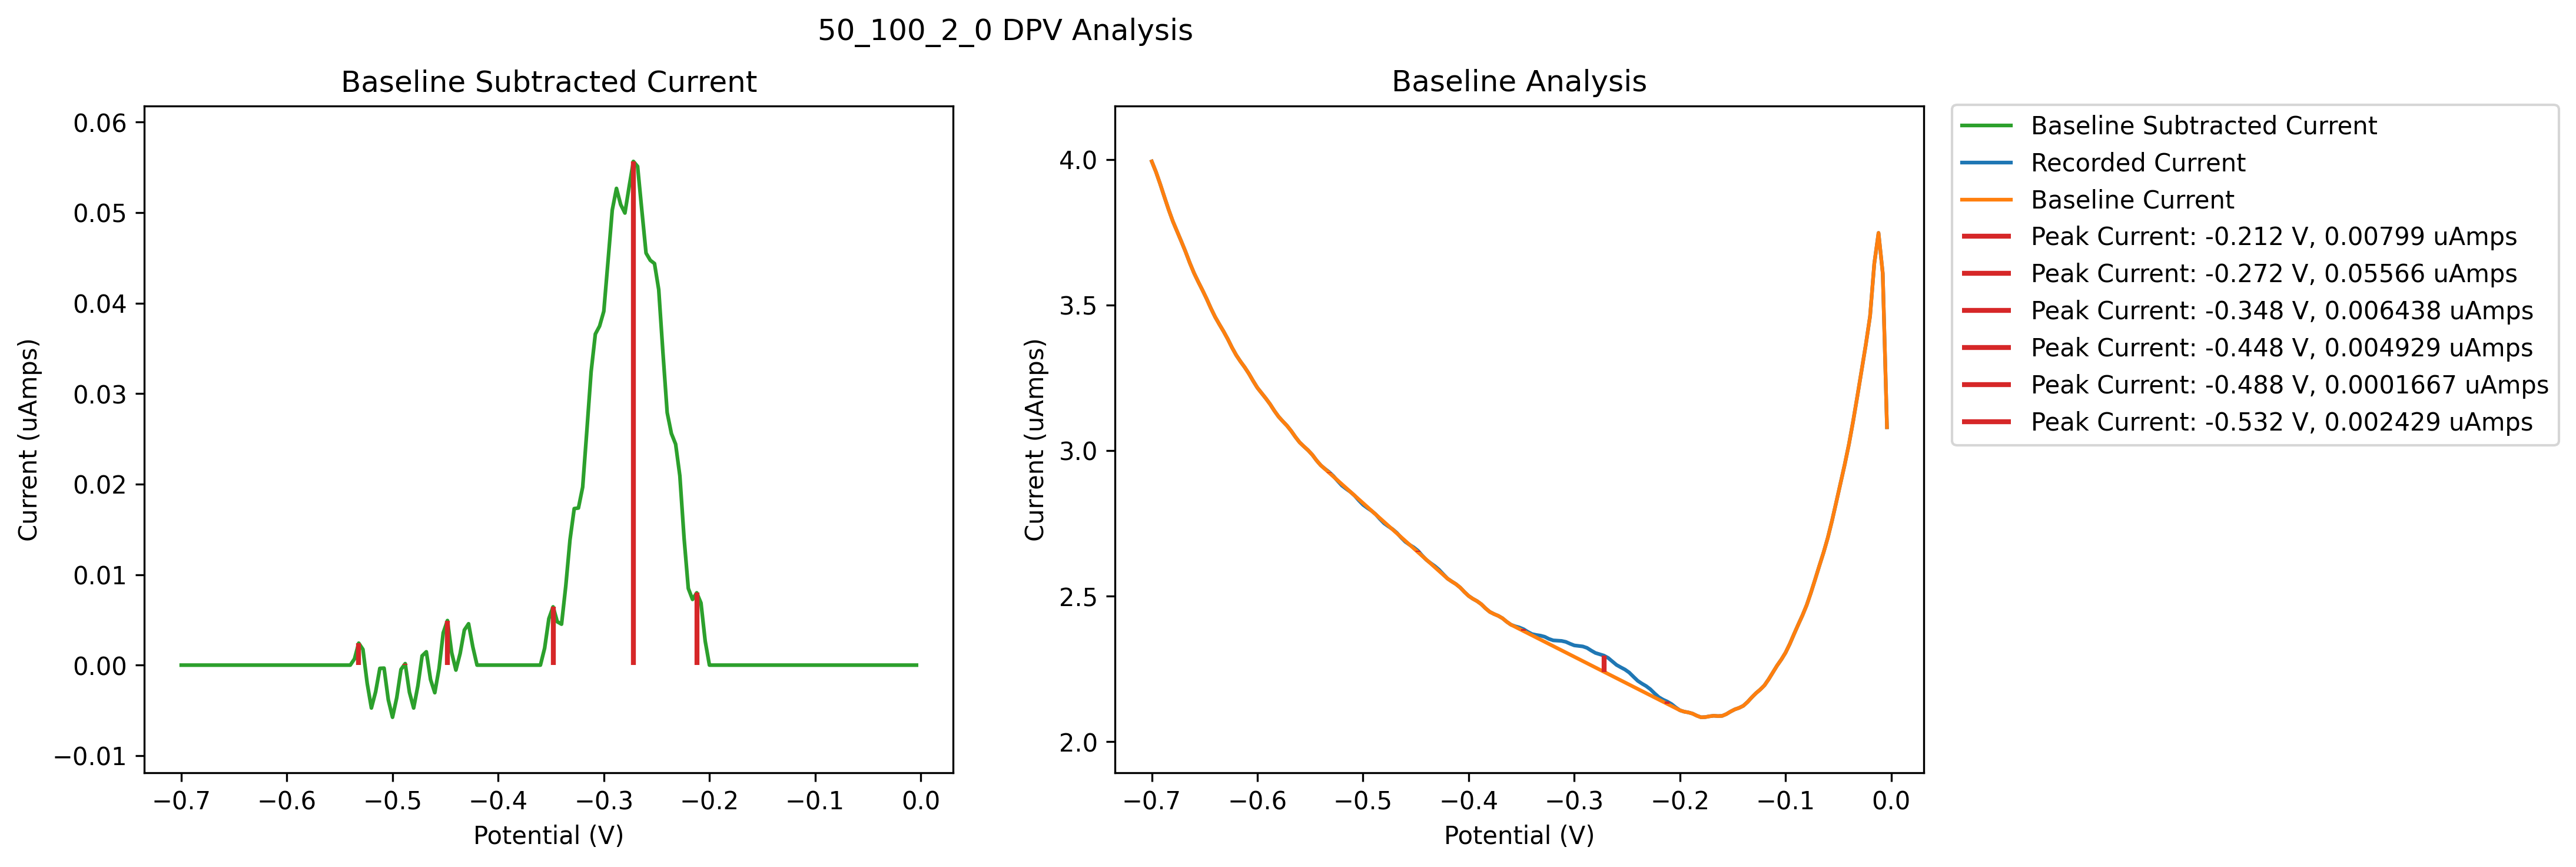 50_100_2_0 DPV Analysis
Baseline Subtracted Current
0.06
0.05
0.04
0.03
0.02
0.01
0.00
−0.01
Current (uAmps)
−0.7 −0.6 −0.5 −0.4 −0.3 −0.2 −0.1 0.0
Potential (V)
Baseline Analysis
4.0
3.5
3.0
2.5
2.0
Current (uAmps)
−0.7 −0.6 −0.5 −0.4 −0.3 −0.2 −0.1 0.0
Potential (V)
Baseline Subtracted Current
Recorded Current
Baseline Current
Peak Current: -0.212 V, 0.00799 uAmps
Peak Current: -0.272 V, 0.05566 uAmps
Peak Current: -0.348 V, 0.006438 uAmps
Peak Current: -0.448 V, 0.004929 uAmps
Peak Current: -0.488 V, 0.0001667 uAmps
Peak Current: -0.532 V, 0.002429 uAmps